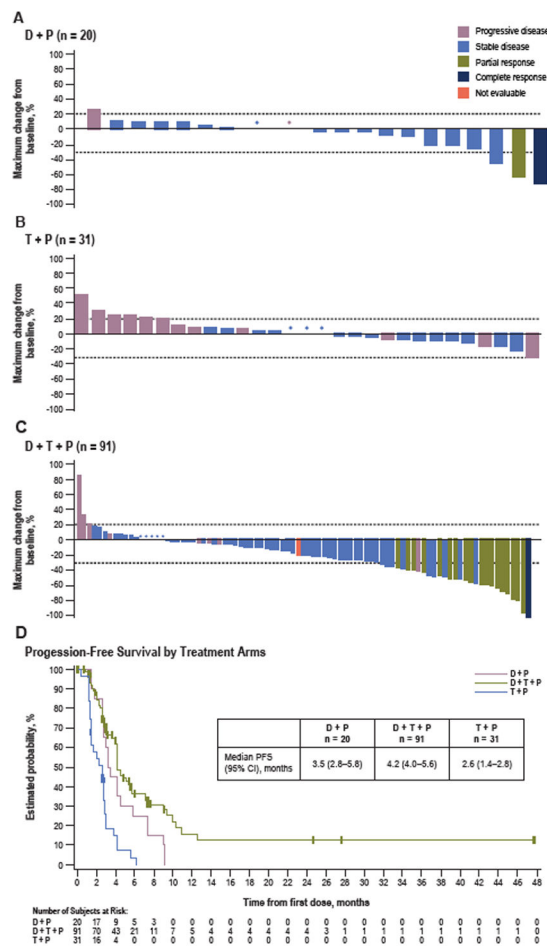 A
D + P (n = 20)
Progressive disease
Stable disease
Partial response
Complete response
Not evaluable
Maximum change from
baseline, %
100
80
60
40
20
0
-20
-40
-60
-80
-100
B
T + P (n = 31)
Maximum change from
baseline, %
100
80
60
40
20
0
-20
-40
-60
-80
-100
C
D + T + P (n = 91)
Maximum change from
baseline, %
100
80
60
40
20
0
-20
-40
-60
-80
-100
D
Progession-Free Survival by Treatment Arms
D + P
D + T + P
T + P
Estimated probability, %
100
90
80
70
60
50
40
30
20
10
0
D + P D + T + P T + P
n = 20 n = 91 n = 31
Median PFS
(95% CI), months 3.5 (2.8–5.8) 4.2 (4.0–5.6) 2.6 (1.4–2.8)
0 2 4 6 8 10 12 14 16 18 20 22 24 26 28 30 32 34 36 38 40 42 44 46 48
Time from first dose, months
Number of Subjects at Risk:
D + P 20 17 9 5 3 0 0 0 0 0 0 0 0 0 0 0 0 0 0 0 0 0 0 0 0
D + T + P 91 70 43 21 11 7 5 4 4 4 4 4 4 3 1 1 1 1 1 1 1 1 1 1 0
T + P 31 16 4 0 0 0 0 0 0 0 0 0 0 0 0 0 0 0 0 0 0 0 0 0 0